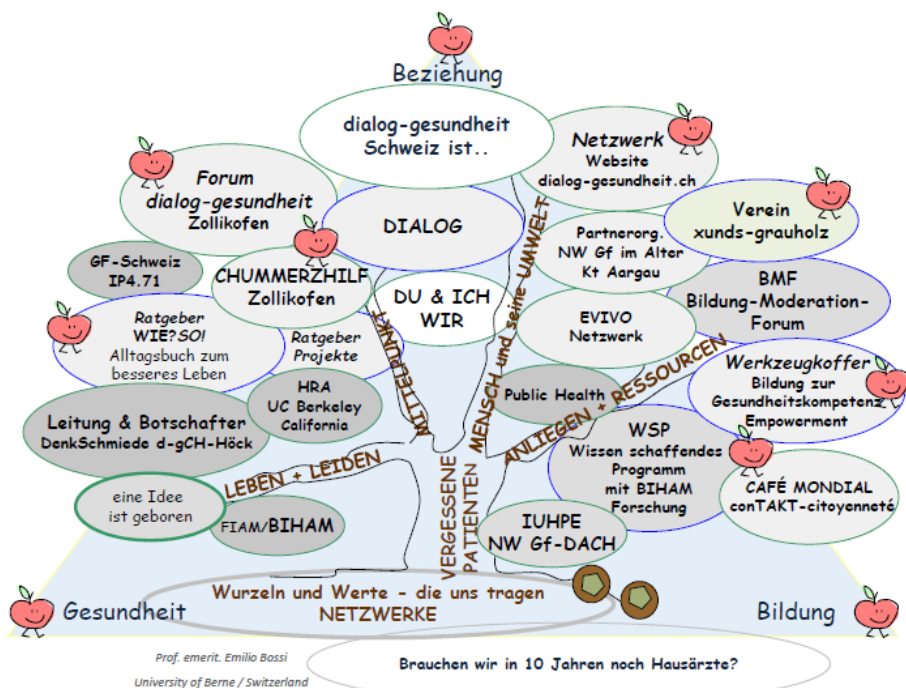 Beziehung
dialog-gesundheit
Schweiz ist..
Netzwerk
Website
dialog-gesundheit.ch
Forum
dialog-gesundheit
Zollikofen
DIALOG
Verein
xunds-grauholz
Partnerorg.
NW Gf im Alter
Kt Aargau
GF-Schweiz
IP4.71
CHUMMERZHILF
Zollikofen
DU & ICH
WIR
BMF
Bildung-Moderation-
Forum
EVIVO
Netzwerk
Ratgeber
WIE?SO!
Alltagsbuch zum
besseres Leben
Ratgeber
Projekte
MITTELPUNKT
MENSCH und seine UMWELT
ANLIEGEN + RESSOURCEN
Werkzeugkoffer
Bildung zur
Gesundheitskompetenz
Empowerment
HRA
UC Berkeley
California
Public Health
Leitung & Botschafter
DenkSchmiede d-gCH-Höck
WSP
Wissen schaffendes
Programm
mit BIHAM
Forschung
LEBEN + LEIDEN
VERGESSENE
PATIENTEN
CAFÉ MONDIAL
conTAKT-citoyenneté
eine Idee
ist geboren
FIAM/BIHAM
IUHPE
NW Gf-DACH
Gesundheit
Wurzeln und Werte - die uns tragen
NETZWERKE
Bildung
Prof. emerit. Emilio Bossi
University of Berne / Switzerland
Brauchen wir in 10 Jahren noch Hausärzte?